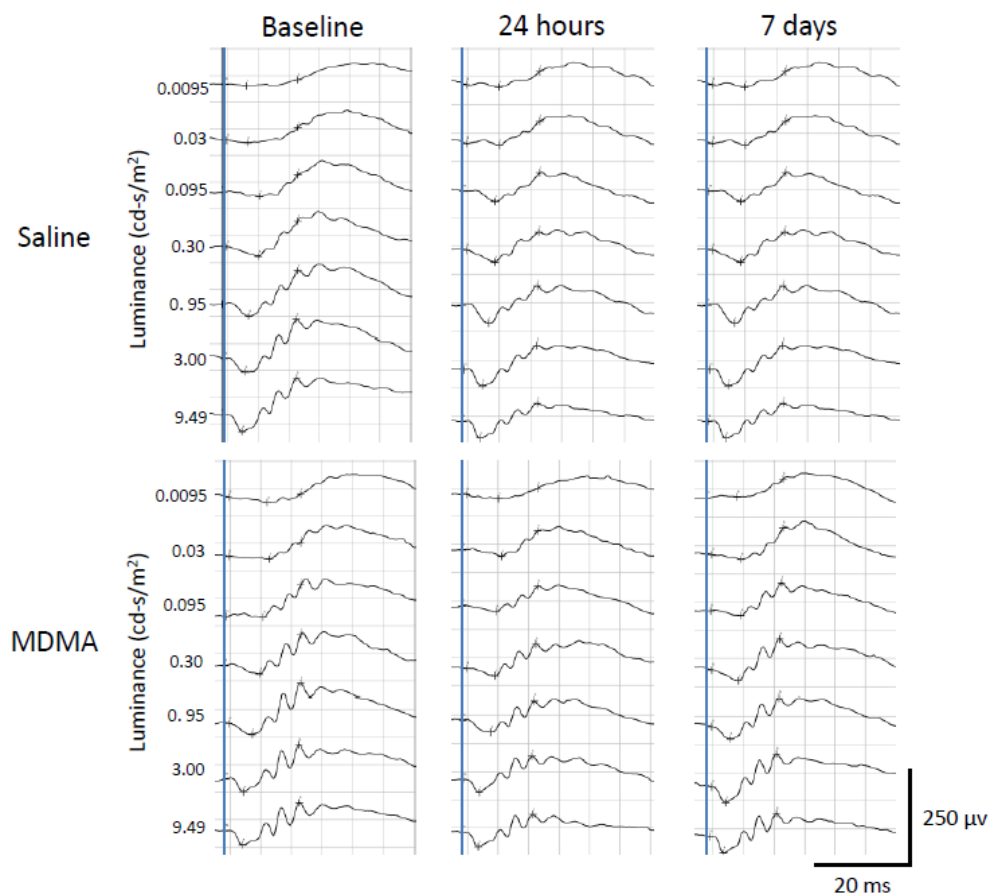 Baseline 24 hours 7 days
Saline
Luminance (cd-s/m²)
0.0095
0.03
0.095
0.30
0.95
3.00
9.49
MDMA
Luminance (cd-s/m²)
0.0095
0.03
0.095
0.30
0.95
3.00
9.49
250 µv
20 ms